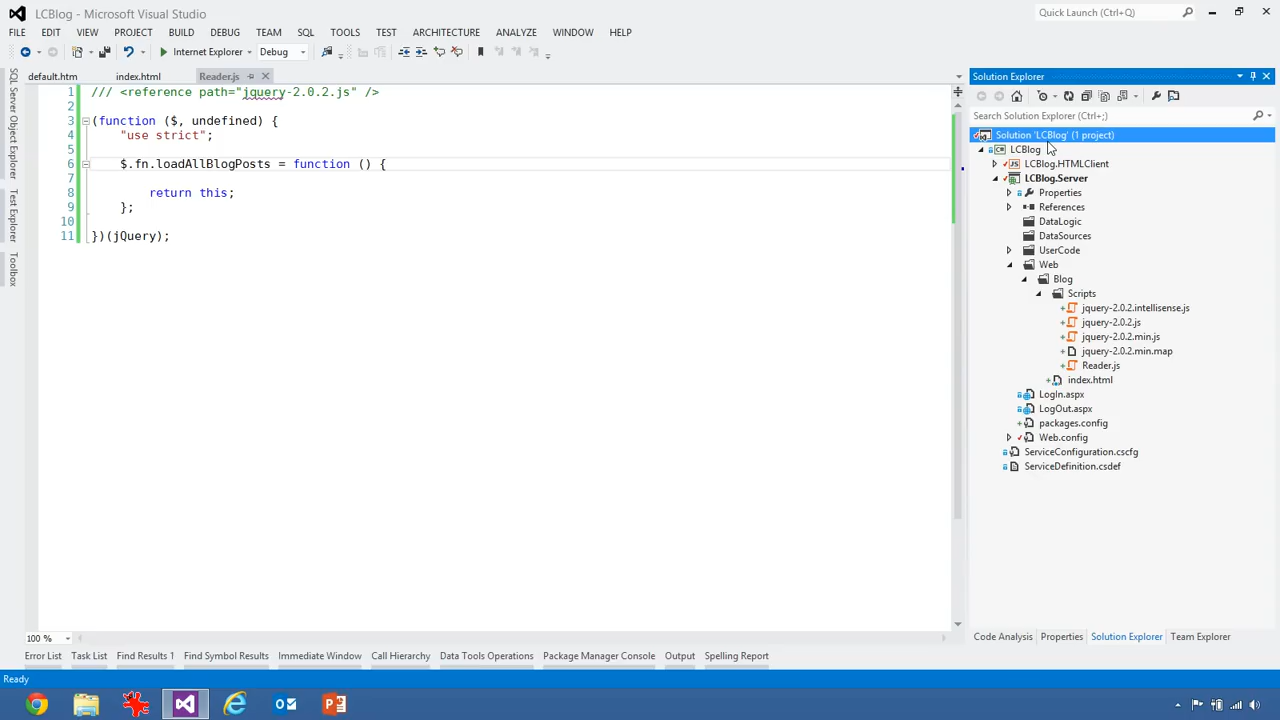 LCBlog - Microsoft Visual Studio
Quick Launch (Ctrl+Q)
FILE EDIT VIEW PROJECT BUILD DEBUG TEAM SQL TOOLS TEST ARCHITECTURE ANALYZE WINDOW HELP
Internet Explorer Debug
default.htm index.html Reader.js
SQL Server Object Explorer
Test Explorer
Toolbox
1 /// <reference path="jquery-2.0.2.js" />
2
3 (function ($, undefined) {
4 "use strict";
5
6 $.fn.loadAllBlogPosts = function () {
7
8 return this;
9 };
10
11 })(jQuery);
100 %
Solution Explorer
Search Solution Explorer (Ctrl+;)
Solution 'LCBlog' (1 project)
LCBlog
LCBlog.HTMLClient
LCBlog.Server
Properties
References
DataLogic
DataSources
UserCode
Web
Blog
Scripts
jquery-2.0.2.intellisense.js
jquery-2.0.2.js
jquery-2.0.2.min.js
jquery-2.0.2.min.map
Reader.js
index.html
LogIn.aspx
LogOut.aspx
packages.config
Web.config
ServiceConfiguration.cscfg
ServiceDefinition.csdef
Code Analysis Properties Solution Explorer Team Explorer
Error List Task List Find Results 1 Find Symbol Results Immediate Window Call Hierarchy Data Tools Operations Package Manager Console Output Spelling Report
Ready